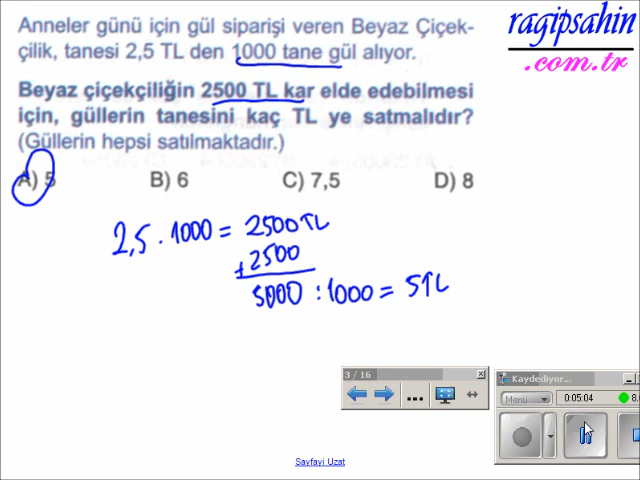 Anneler günü için gül siparişi veren Beyaz Çiçek-
çilik, tanesi 2,5 TL den 1000 tane gül alıyor.
Beyaz çiçekçiliğin 2500 TL kar elde edebilmesi
için, güllerin tanesini kaç TL ye satmalıdır?
(Güllerin hepsi satılmaktadır.)
A) 5 B) 6 C) 7,5 D) 8
2,5 . 1000 = 2500 TL
+2500
5000 : 1000 = 5TL
ragipsahin
.com.tr
3 / 16
...
Kaydediyor...
Menü
0:05:04
Sayfayi Uzat